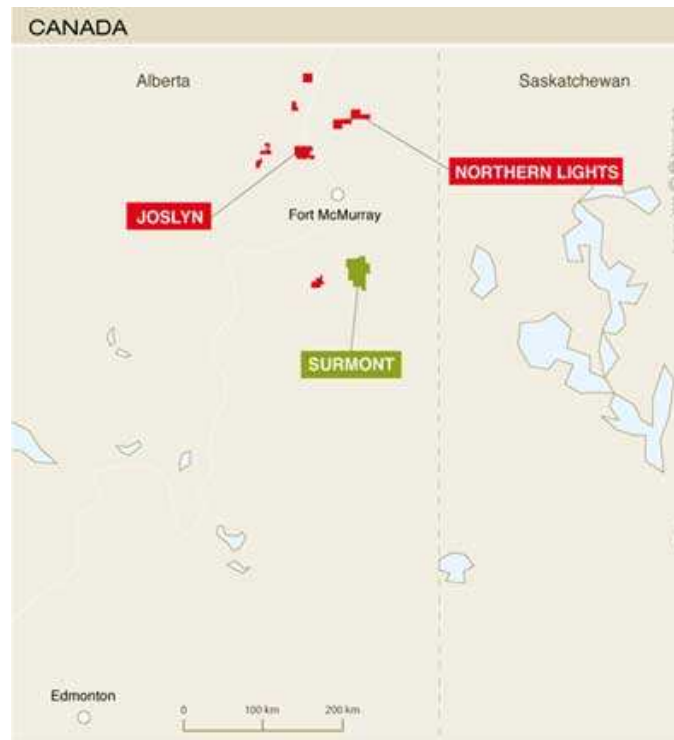 CANADA
Alberta
Saskatchewan
NORTHERN LIGHTS
JOSLYN
Fort McMurray
SURMONT
Edmonton
0 100 km 200 km